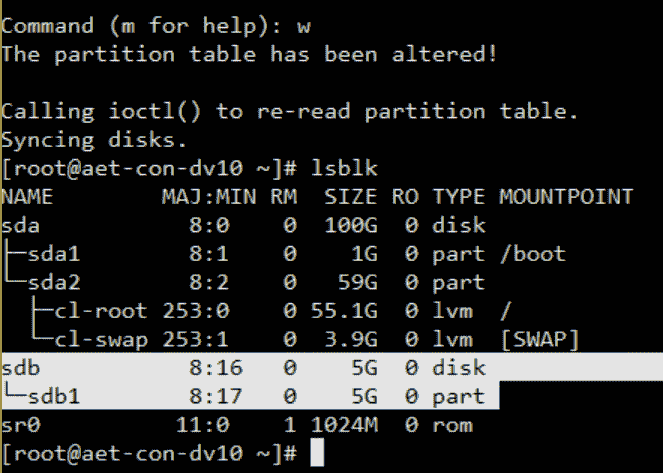 Command (m for help): w
The partition table has been altered!
Calling ioctl() to re-read partition table.
Syncing disks.
[root@aet-con-dv10 ~]# lsblk
NAME        MAJ:MIN RM  SIZE RO TYPE MOUNTPOINT
sda           8:0    0  100G  0 disk
├─sda1        8:1    0    1G  0 part /boot
└─sda2        8:2    0   59G  0 part
  ├─cl-root 253:0    0 55.1G  0 lvm  /
  └─cl-swap 253:1    0  3.9G  0 lvm  [SWAP]
sdb           8:16   0    5G  0 disk
└─sdb1        8:17   0    5G  0 part
sr0          11:0    1 1024M  0 rom
[root@aet-con-dv10 ~]#